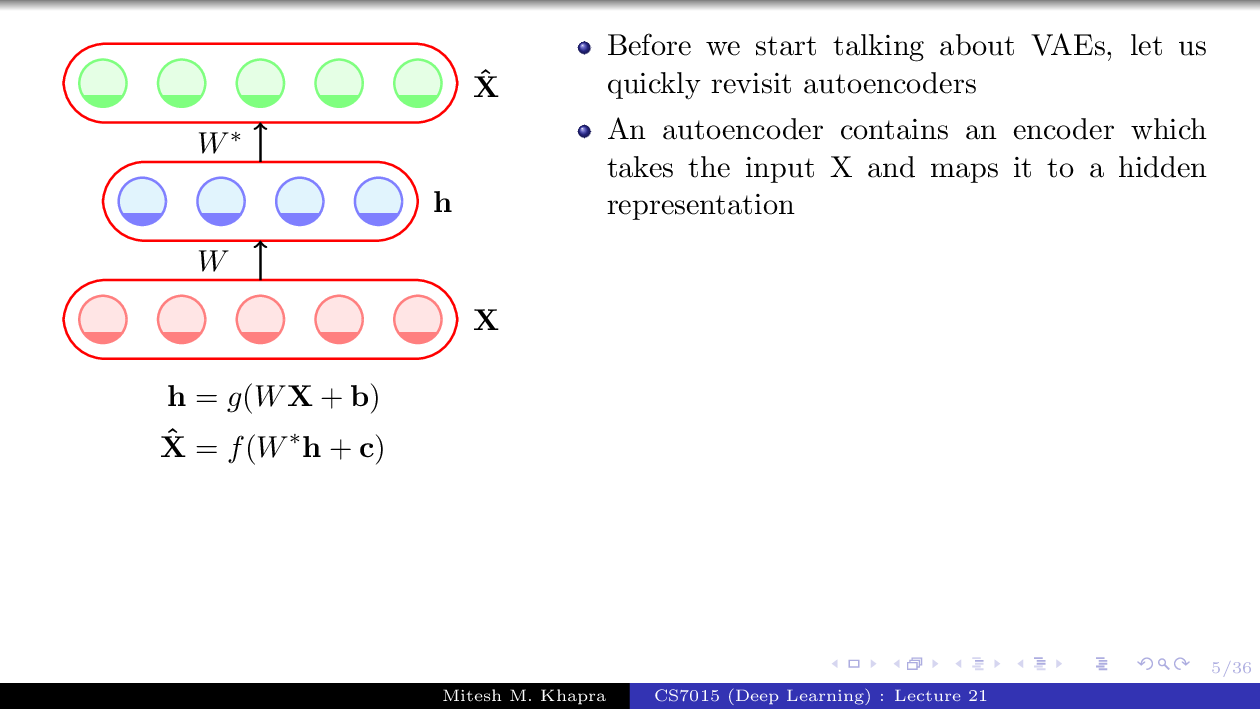 X̂
W*
h
W
X
h = g(WX + b)
X̂ = f(W*h + c)
Before we start talking about VAEs, let us
quickly revisit autoencoders
An autoencoder contains an encoder which
takes the input X and maps it to a hidden
representation
5/36
Mitesh M. Khapra
CS7015 (Deep Learning) : Lecture 21